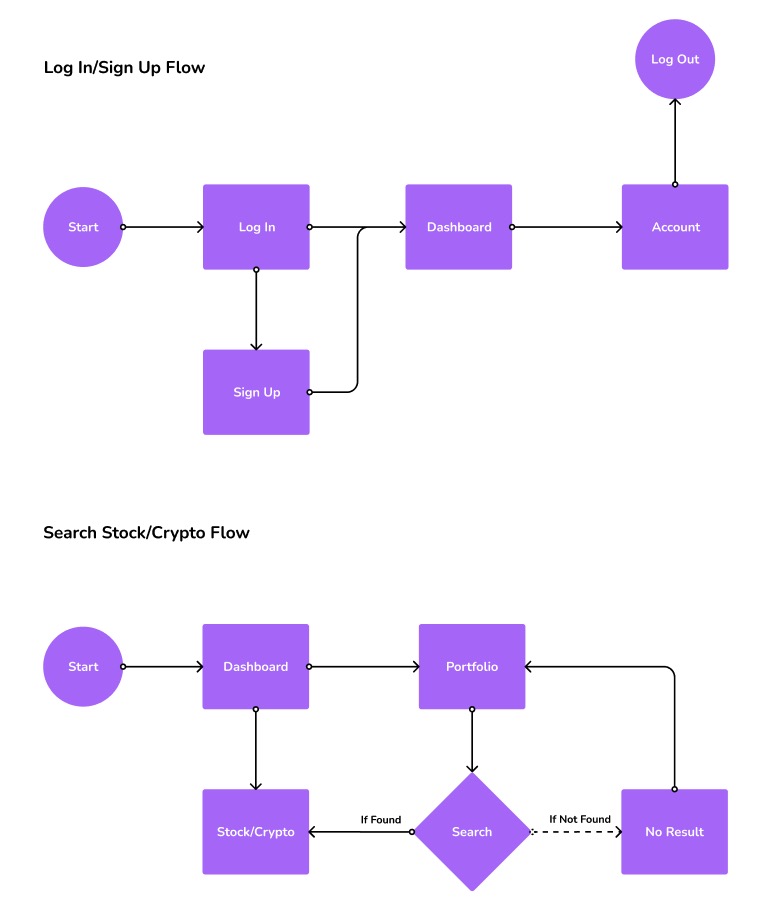 Log In/Sign Up Flow
Log Out
Start
Log In
Dashboard
Account
Sign Up
Search Stock/Crypto Flow
Start
Dashboard
Portfolio
Stock/Crypto
If Found
Search
If Not Found
No Result